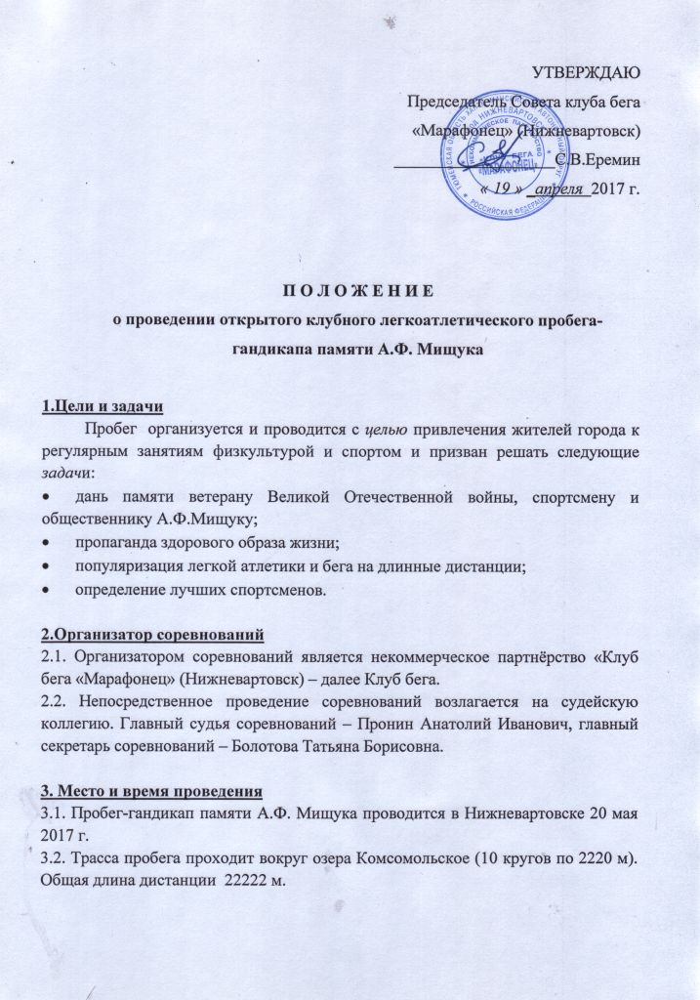 УТВЕРЖДАЮ
Председатель Совета клуба бега
«Марафонец» (Нижневартовск)
С.В.Еремин
« 19 » апреля 2017 г.
П О Л О Ж Е Н И Е
о проведении открытого клубного легкоатлетического пробега-
гандикапа памяти А.Ф. Мищука
1.Цели и задачи
Пробег организуется и проводится с целью привлечения жителей города к
регулярным занятиям физкультурой и спортом и призван решать следующие
задачи:
• дань памяти ветерану Великой Отечественной войны, спортсмену и
общественнику А.Ф.Мищуку;
• пропаганда здорового образа жизни;
• популяризация легкой атлетики и бега на длинные дистанции;
• определение лучших спортсменов.
2.Организатор соревнований
2.1. Организатором соревнований является некоммерческое партнёрство «Клуб
бега «Марафонец» (Нижневартовск) – далее Клуб бега.
2.2. Непосредственное проведение соревнований возлагается на судейскую
коллегию. Главный судья соревнований – Пронин Анатолий Иванович, главный
секретарь соревнований – Болотова Татьяна Борисовна.
3. Место и время проведения
3.1. Пробег-гандикап памяти А.Ф. Мищука проводится в Нижневартовске 20 мая
2017 г.
3.2. Трасса пробега проходит вокруг озера Комсомольское (10 кругов по 2220 м).
Общая длина дистанции 22222 м.
РОССИЙСКАЯ ФЕДЕРАЦИЯ
НЕКОММЕРЧЕСКОЕ
БЕГА
«МАРАФОНЕЦ»